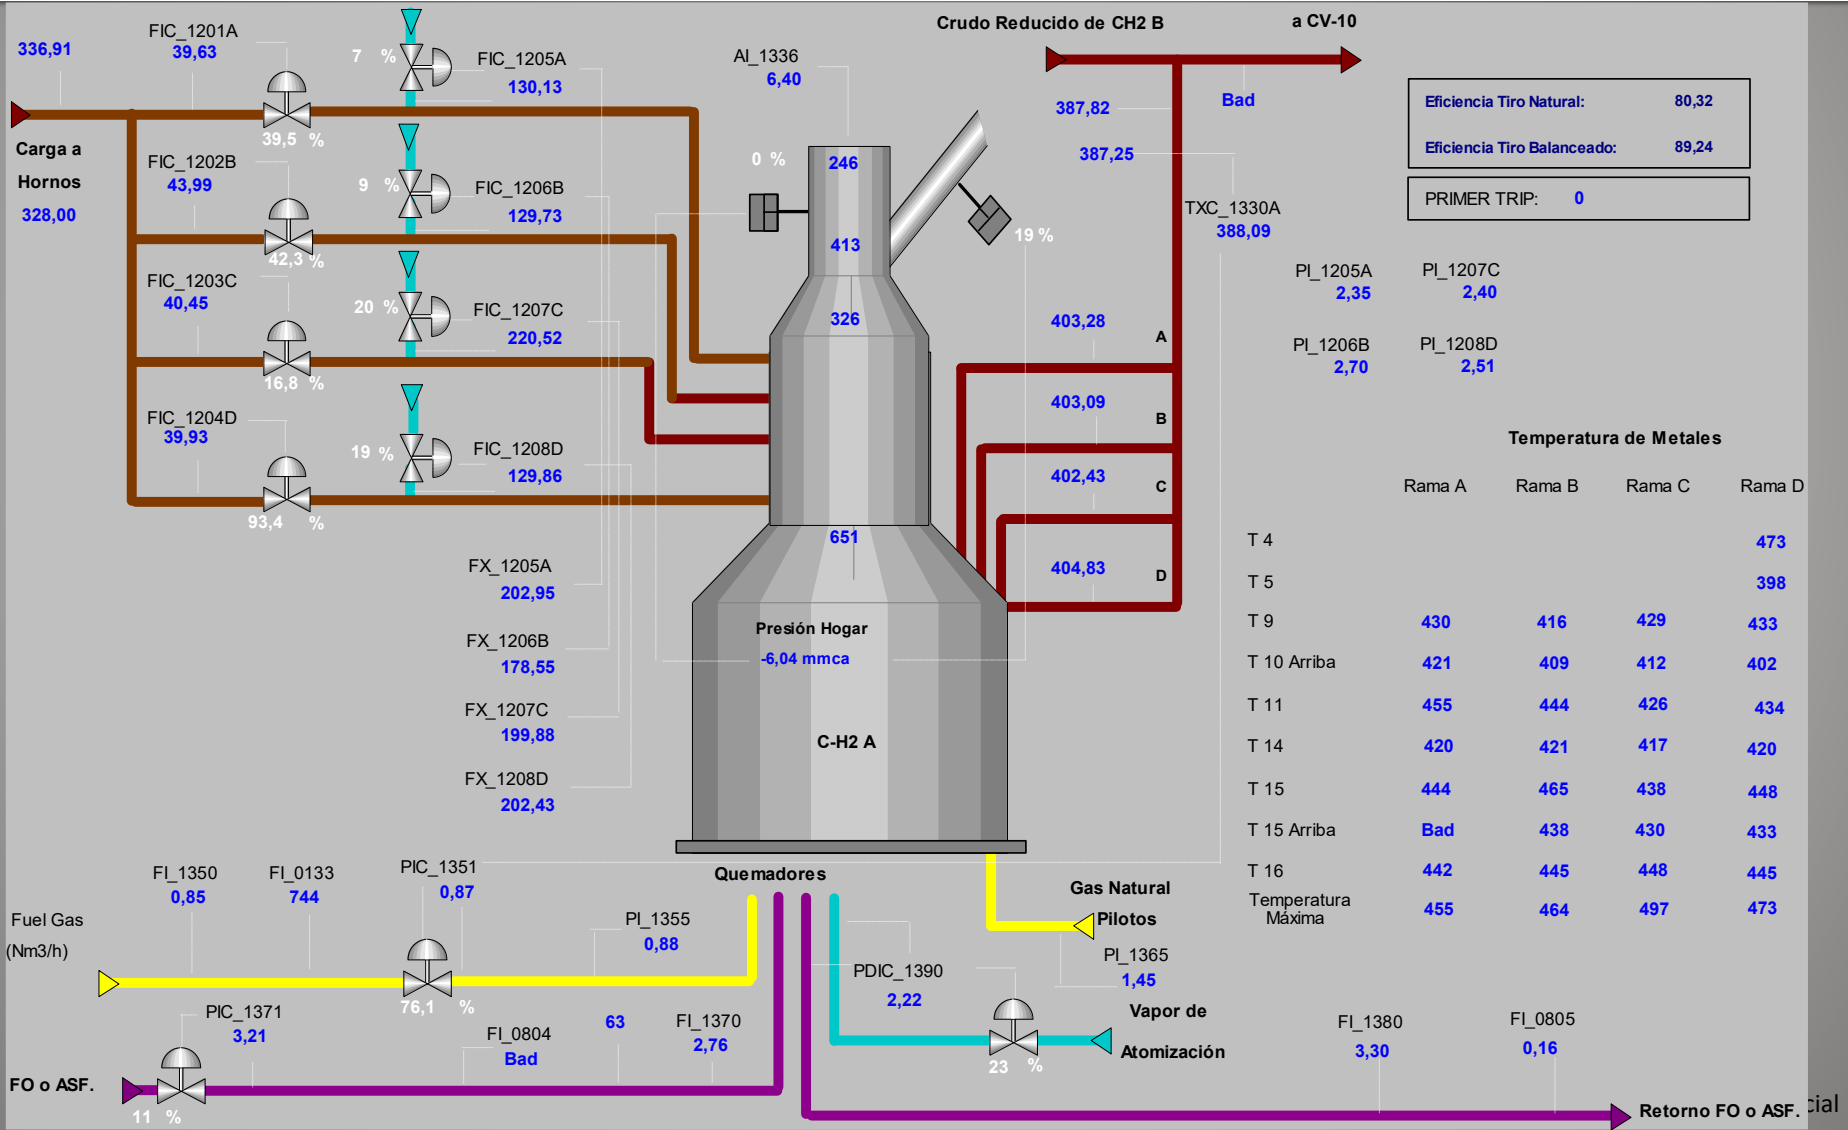 Crudo Reducido de CH2 B
a CV-10
336,91
FIC_1201A
39,63
7 %
FIC_1205A
130,13
AI_1336
6,40
387,82
Bad
39,5 %
Carga a
Hornos
328,00
Eficiencia Tiro Natural: 80,32
Eficiencia Tiro Balanceado: 89,24
PRIMER TRIP: 0
FIC_1202B
43,99
9 %
FIC_1206B
129,73
0 %
246
387,25
TXC_1330A
388,09
19 %
413
42,3 %
FIC_1203C
40,45
20 %
FIC_1207C
220,52
326
403,28
A
PI_1205A
2,35
PI_1207C
2,40
PI_1206B
2,70
PI_1208D
2,51
16,8 %
FIC_1204D
39,93
19 %
FIC_1208D
129,86
403,09
B
402,43
C
93,4 %
651
404,83
D
FX_1205A
202,95
FX_1206B
178,55
FX_1207C
199,88
FX_1208D
202,43
Presión Hogar
-6,04 mmca
C-H2 A
Temperatura de Metales
Rama A Rama B Rama C Rama D
T 4 473
T 5 398
T 9 430 416 429 433
T 10 Arriba 421 409 412 402
T 11 455 444 426 434
T 14 420 421 417 420
T 15 444 465 438 448
T 15 Arriba Bad 438 430 433
T 16 442 445 448 445
Temperatura
Máxima 455 464 497 473
Quemadores
Gas Natural
Pilotos
PI_1365
1,45
FI_1350
0,85
FI_0133
744
PIC_1351
0,87
PI_1355
0,88
Fuel Gas
(Nm3/h)
76,1 %
PDIC_1390
2,22
Vapor de
Atomización
23 %
PIC_1371
3,21
FI_0804
Bad
63
FI_1370
2,76
FI_1380
3,30
FI_0805
0,16
FO o ASF.
11 %
Retorno FO o ASF.
cial